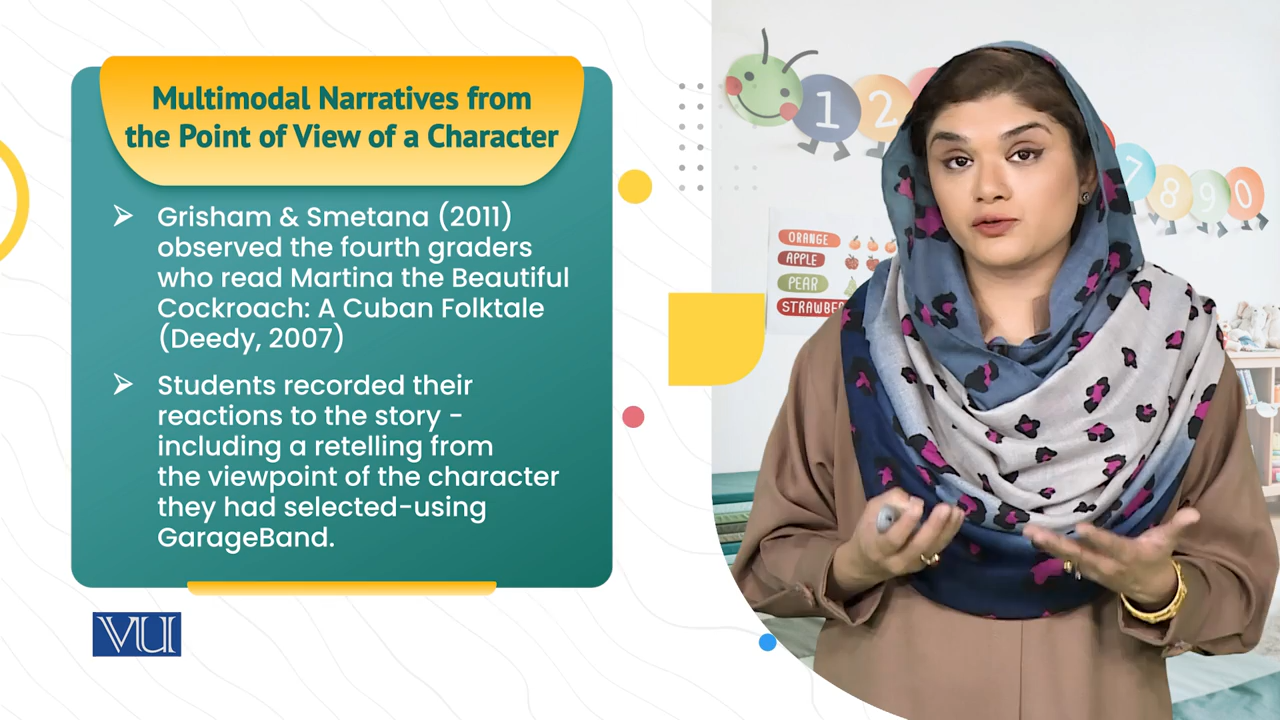 Multimodal Narratives from
the Point of View of a Character
➢ Grisham & Smetana (2011)
observed the fourth graders
who read Martina the Beautiful
Cockroach: A Cuban Folktale
(Deedy, 2007)
➢ Students recorded their
reactions to the story -
including a retelling from
the viewpoint of the character
they had selected-using
GarageBand.
VU
1 2
7 8 9 0
ORANGE
APPLE
PEAR